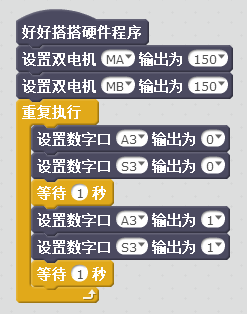 好好搭搭硬件程序
设置双电机 MA 输出为 150
设置双电机 MB 输出为 150
重复执行
设置数字口 A3 输出为 0
设置数字口 S3 输出为 0
等待 1 秒
设置数字口 A3 输出为 1
设置数字口 S3 输出为 1
等待 1 秒